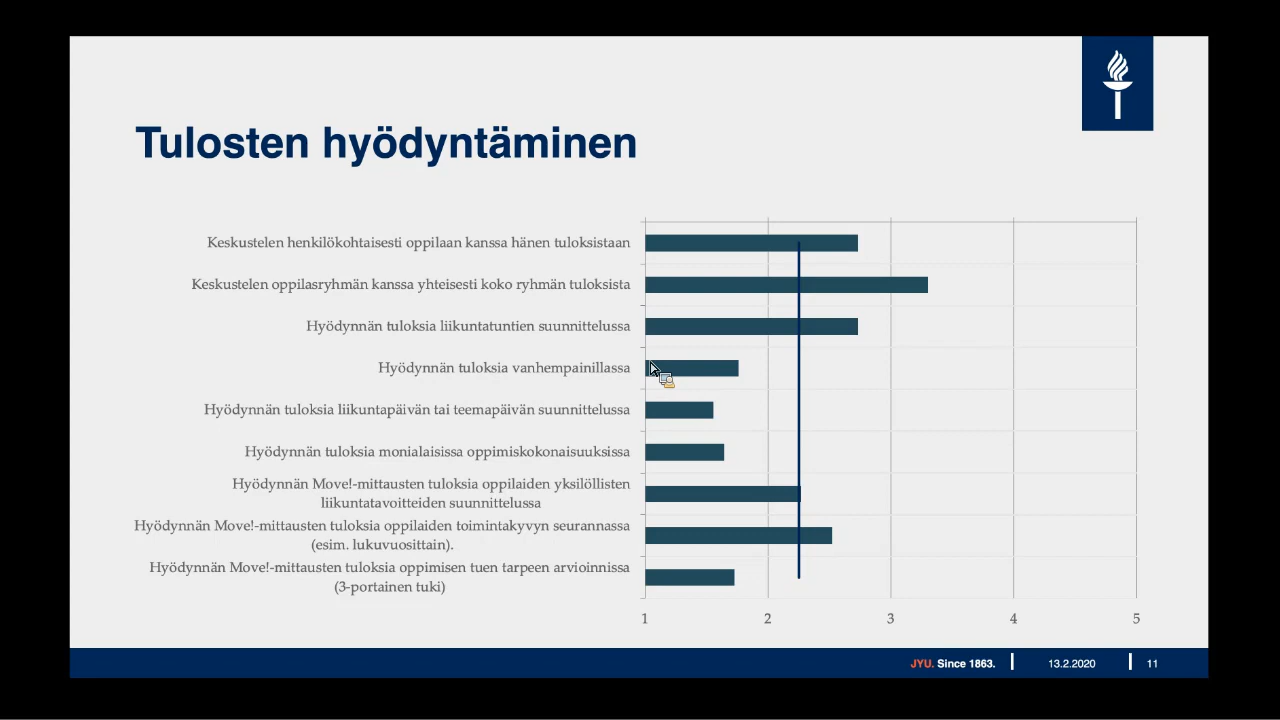 Tulosten hyödyntäminen
Keskustelen henkilökohtaisesti oppilaan kanssa hänen tuloksistaan
Keskustelen oppilasryhmän kanssa yhteisesti koko ryhmän tuloksista
Hyödynnän tuloksia liikuntatuntien suunnittelussa
Hyödynnän tuloksia vanhempainillassa
Hyödynnän tuloksia liikuntapäivän tai teemapäivän suunnittelussa
Hyödynnän tuloksia monialaisissa oppimiskokonaisuuksissa
Hyödynnän Move!-mittausten tuloksia oppilaiden yksilöllisten
liikuntatavoitteiden suunnittelussa
Hyödynnän Move!-mittausten tuloksia oppilaiden toimintakyvyn seurannassa
(esim. lukuvuosittain).
Hyödynnän Move!-mittausten tuloksia oppimisen tuen tarpeen arvioinnissa
(3-portainen tuki)
1 2 3 4 5
JYU. Since 1863. 13.2.2020 11